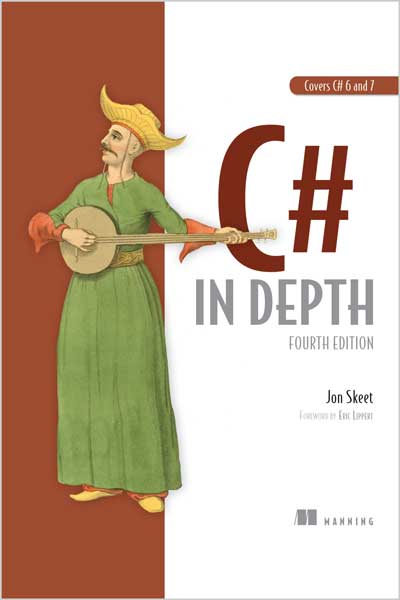 Covers C# 6 and 7
C#
IN DEPTH
FOURTH EDITION
Jon Skeet
FOREWORD BY ERIC LIPPERT
MANNING